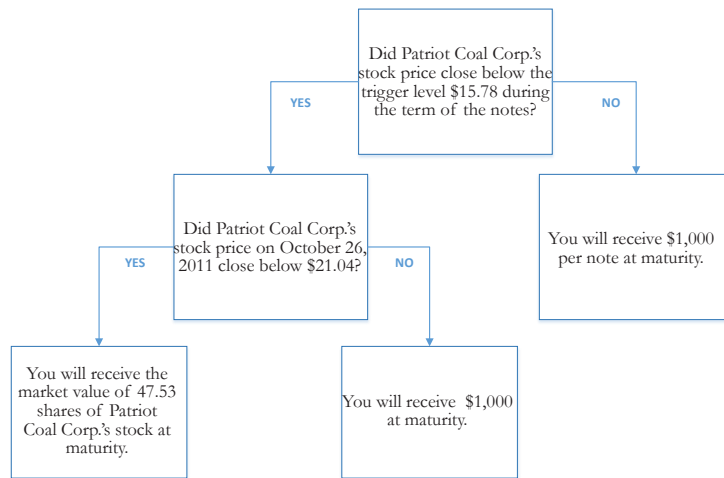 Did Patriot Coal Corp.'s
stock price close below the
trigger level $15.78 during
the term of the notes?
YES
NO
Did Patriot Coal Corp.'s
stock price on October 26,
2011 close below $21.04?
You will receive $1,000
per note at maturity.
YES
NO
You will receive the
market value of 47.53
shares of Patriot
Coal Corp.'s stock at
maturity.
You will receive $1,000
at maturity.